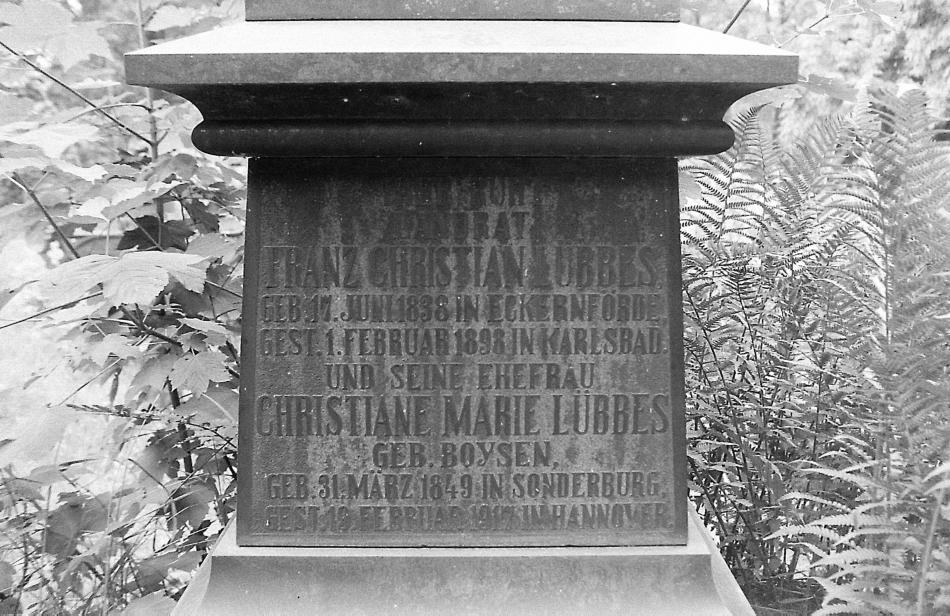 FRANZ CHRISTIAN LÜBBES,
GEB. 17. JUNI 1838 IN ECKERNFÖRDE,
GEST. 1. FEBRUAR 1898 IN KARLSBAD
UND SEINE EHEFRAU
CHRISTIANE MARIE LÜBBES
GEB. BOYSEN,
GEB. 31. MÄRZ 1849 IN SONDERBURG,
GEST. FEBRUAR IN HANNOVER.